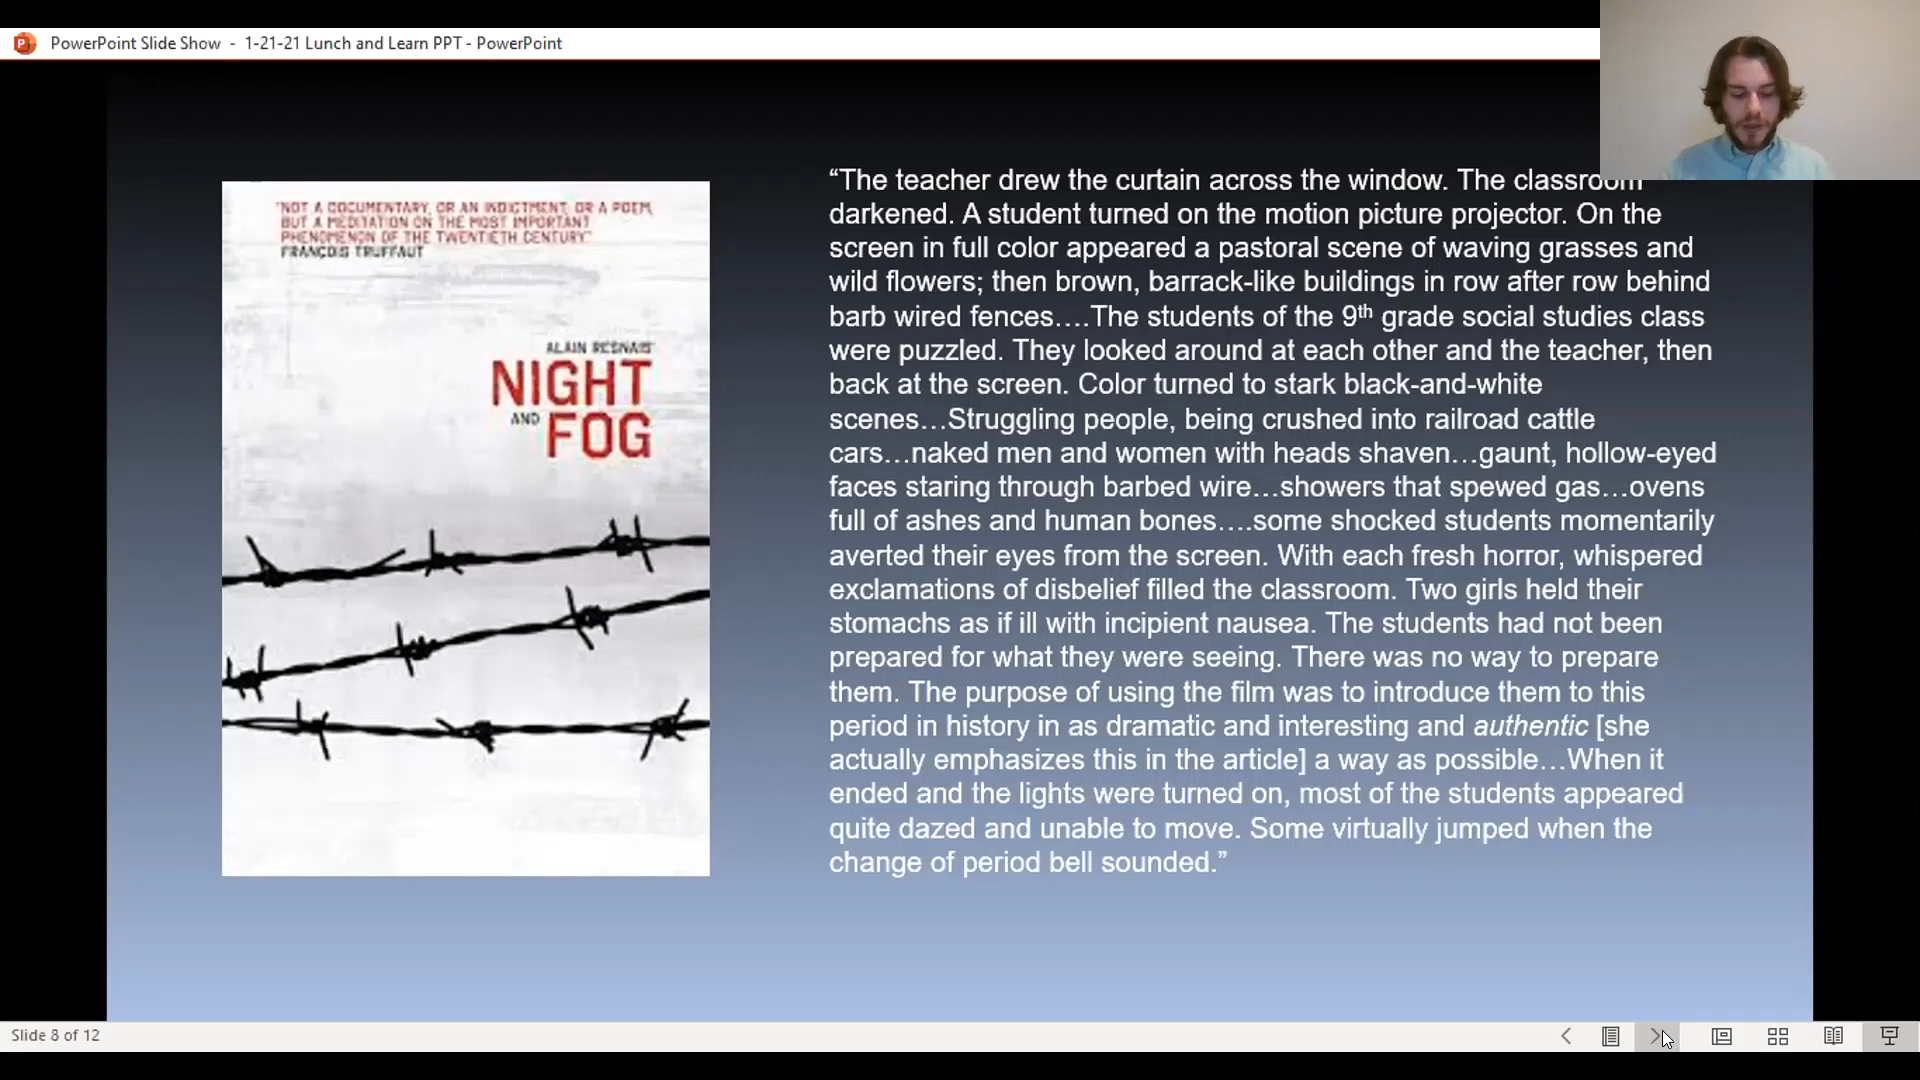 PowerPoint Slide Show - 1-21-21 Lunch and Learn PPT - PowerPoint
"NOT A DOCUMENTARY, OR AN INDICTMENT, OR A POEM,
BUT A MEDITATION ON THE MOST IMPORTANT
PHENOMENON OF THE TWENTIETH CENTURY."
FRANÇOIS TRUFFAUT
ALAIN RESNAIS'
NIGHT
AND
FOG
“The teacher drew the curtain across the window. The classroom
darkened. A student turned on the motion picture projector. On the
screen in full color appeared a pastoral scene of waving grasses and
wild flowers; then brown, barrack-like buildings in row after row behind
barb wired fences….The students of the 9th grade social studies class
were puzzled. They looked around at each other and the teacher, then
back at the screen. Color turned to stark black-and-white
scenes…Struggling people, being crushed into railroad cattle
cars…naked men and women with heads shaven…gaunt, hollow-eyed
faces staring through barbed wire…showers that spewed gas…ovens
full of ashes and human bones….some shocked students momentarily
averted their eyes from the screen. With each fresh horror, whispered
exclamations of disbelief filled the classroom. Two girls held their
stomachs as if ill with incipient nausea. The students had not been
prepared for what they were seeing. There was no way to prepare
them. The purpose of using the film was to introduce them to this
period in history in as dramatic and interesting and authentic [she
actually emphasizes this in the article] a way as possible…When it
ended and the lights were turned on, most of the students appeared
quite dazed and unable to move. Some virtually jumped when the
change of period bell sounded.”
Slide 8 of 12